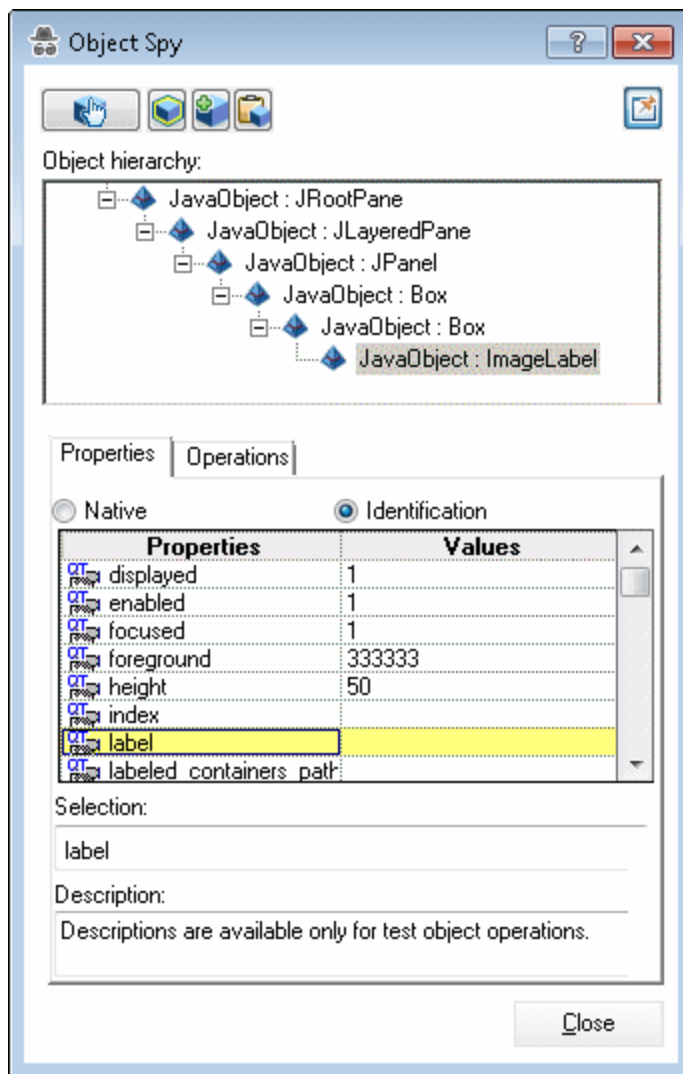 Object Spy
Object hierarchy:
JavaObject : JRootPane
JavaObject : JLayeredPane
JavaObject : JPanel
JavaObject : Box
JavaObject : Box
JavaObject : ImageLabel
Properties Operations
Native Identification
Properties Values
displayed 1
enabled 1
focused 1
foreground 333333
height 50
index
label
labeled_containers_path
Selection:
label
Description:
Descriptions are available only for test object operations.
Close